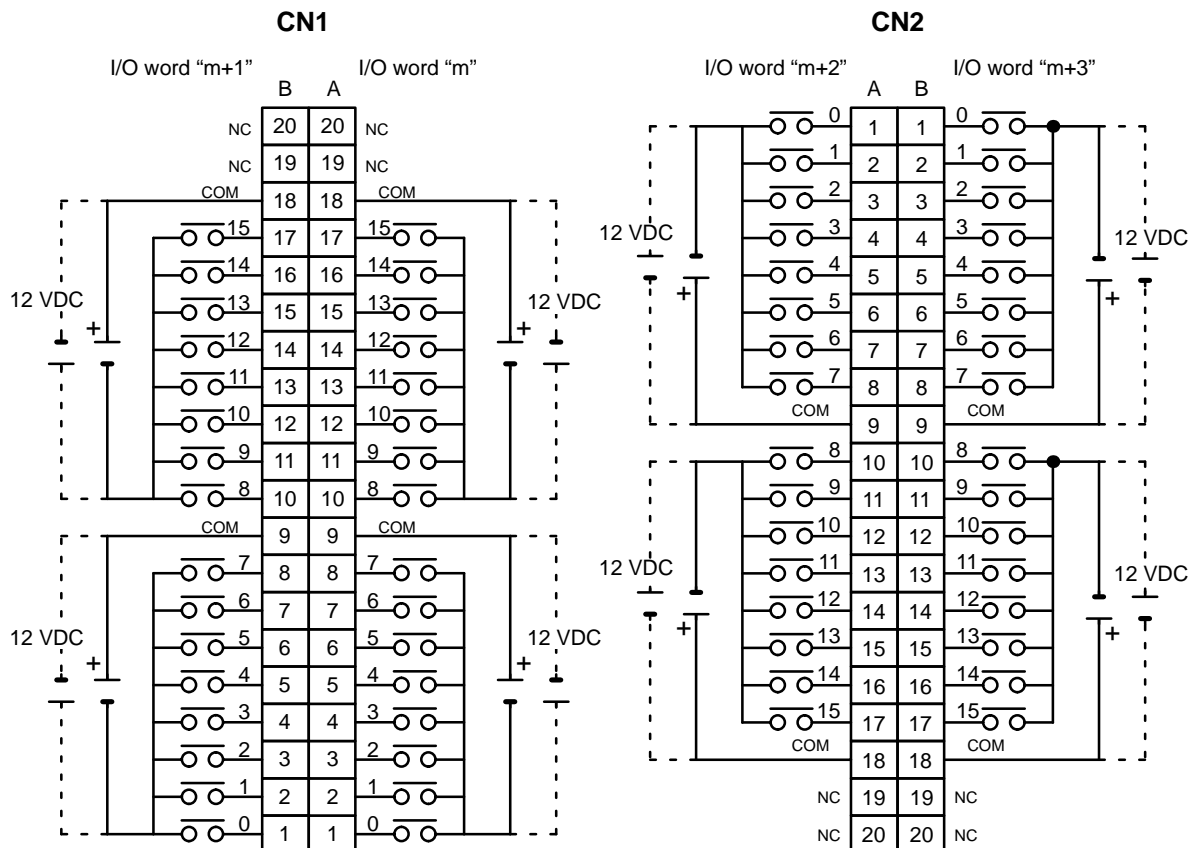 CN1
I/O word “m+1” I/O word “m”
B A
NC 20 20 NC
NC 19 19 NC
COM 18 18 COM
15 17 17 15
14 16 16 14
13 15 15 13
12 VDC + + 12 VDC
12 14 14 12
11 13 13 11
10 12 12 10
9 11 11 9
8 10 10 8
COM 9 9 COM
7 8 8 7
6 7 7 6
12 VDC + + 12 VDC
5 6 6 5
4 5 5 4
3 4 4 3
2 3 3 2
1 2 2 1
0 1 1 0
CN2
I/O word “m+2” I/O word “m+3”
A B
0 1 1 0
1 2 2 1
2 3 3 2
12 VDC 3 4 4 3 12 VDC
4 5 5 4
+ 5 6 6 5 +
6 7 7 6
7 8 8 7
COM 9 9 COM
8 10 10 8
9 11 11 9
10 12 12 10
12 VDC 11 13 13 11 12 VDC
12 14 14 12
+ 13 15 15 13 +
14 16 16 14
15 17 17 15
COM 18 18 COM
NC 19 19 NC
NC 20 20 NC